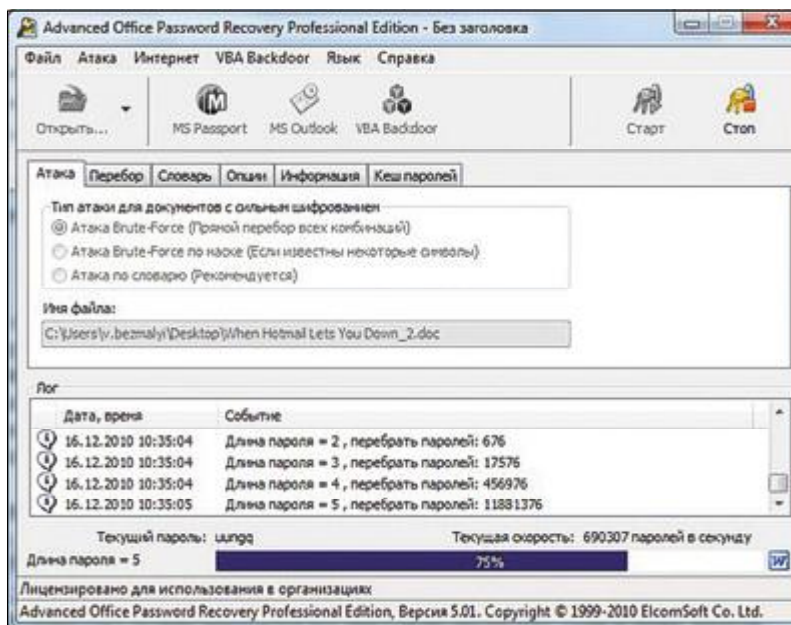 Advanced Office Password Recovery Professional Edition - Без заголовка
Файл Атака Интернет VBA Backdoor Язык Справка
Открыть... MS Passport MS Outlook VBA Backdoor Старт Стоп
Атака Перебор Словарь Опции Информация Кеш паролей
Тип атаки для документов с сильным шифрованием
Атака Brute-Force (Прямой перебор всех комбинаций)
Атака Brute-Force по маске (Если известны некоторые символы)
Атака по словарю (Рекомендуется)
Имя файла:
C:\Users\v.bezmalyi\Desktop\When Hotmail Lets You Down_2.doc
Лог
Дата, время Событие
16.12.2010 10:35:04 Длина пароля = 2 , перебрать паролей: 676
16.12.2010 10:35:04 Длина пароля = 3 , перебрать паролей: 17576
16.12.2010 10:35:04 Длина пароля = 4 , перебрать паролей: 456976
16.12.2010 10:35:05 Длина пароля = 5 , перебрать паролей: 11881376
Текущий пароль: uungq Текущая скорость: 690307 паролей в секунду
Длина пароля = 5 75%
Лицензировано для использования в организациях
Advanced Office Password Recovery Professional Edition, Версия 5.01. Copyright © 1999-2010 ElcomSoft Co. Ltd.